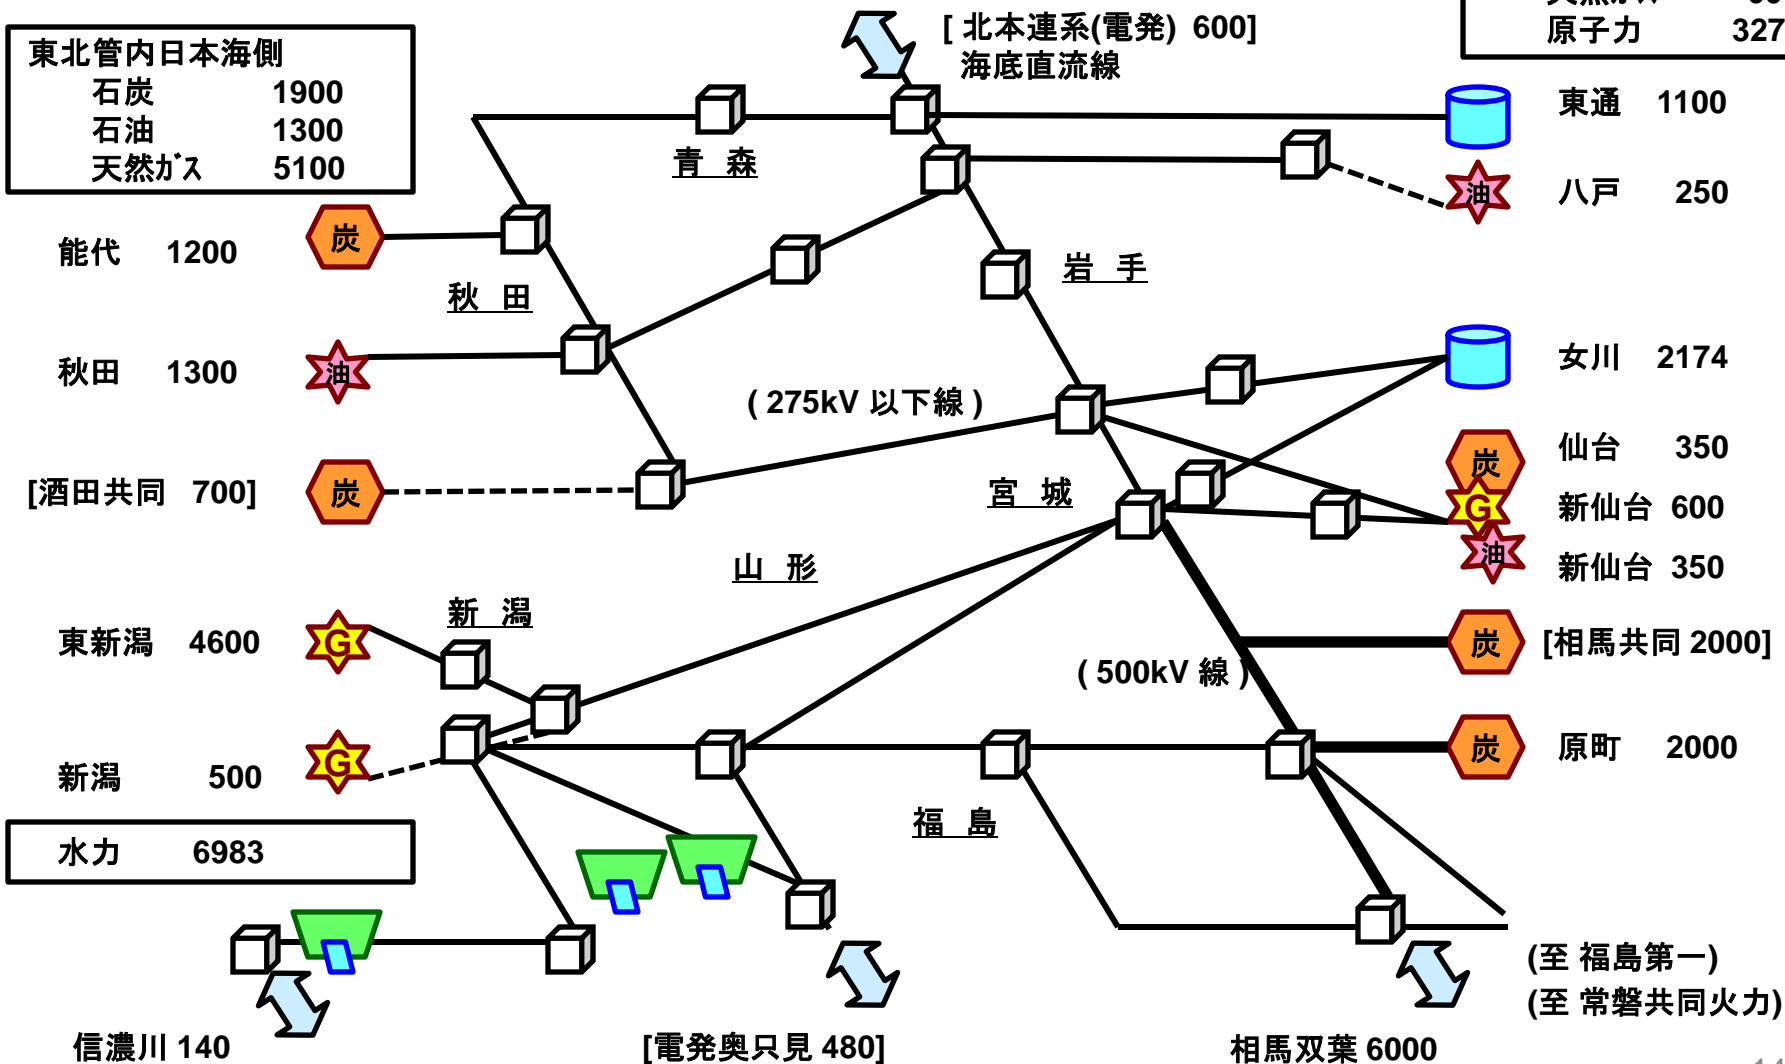 [ 北本連系(電発) 600]
海底直流線
原子力 327
東北管内日本海側
石炭 1900
石油 1300
天然ガス 5100
東通 1100
青 森
油 八戸 250
能代 1200 炭
岩 手
秋 田
秋田 1300 油
女川 2174
( 275kV 以下線 )
炭 仙台 350
[酒田共同 700] 炭
宮 城
G 新仙台 600
油 新仙台 350
山 形
新 潟
東新潟 4600 G
炭 [相馬共同 2000]
( 500kV 線 )
新潟 500 G
炭 原町 2000
福 島
水力 6983
(至 福島第一)
(至 常磐共同火力)
信濃川 140
[電発奥只見 480]
相馬双葉 6000